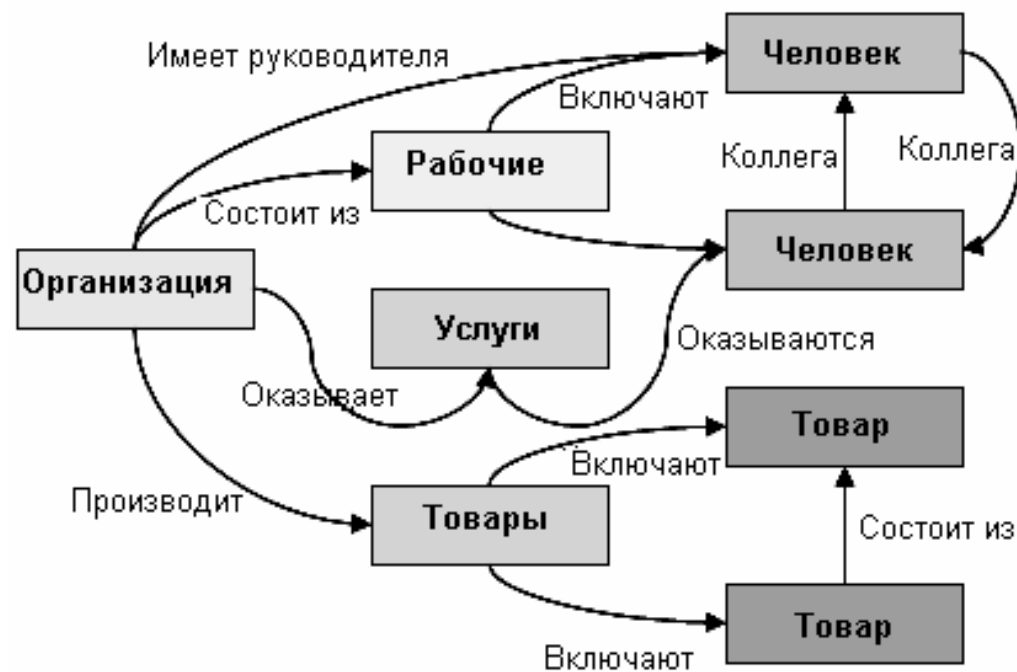 Человек
Имеет руководителя
Включают
Рабочие
Коллега
Коллега
Состоит из
Человек
Организация
Услуги
Оказываются
Оказывает
Товар
Включают
Производит
Товары
Состоит из
Товар
Включают